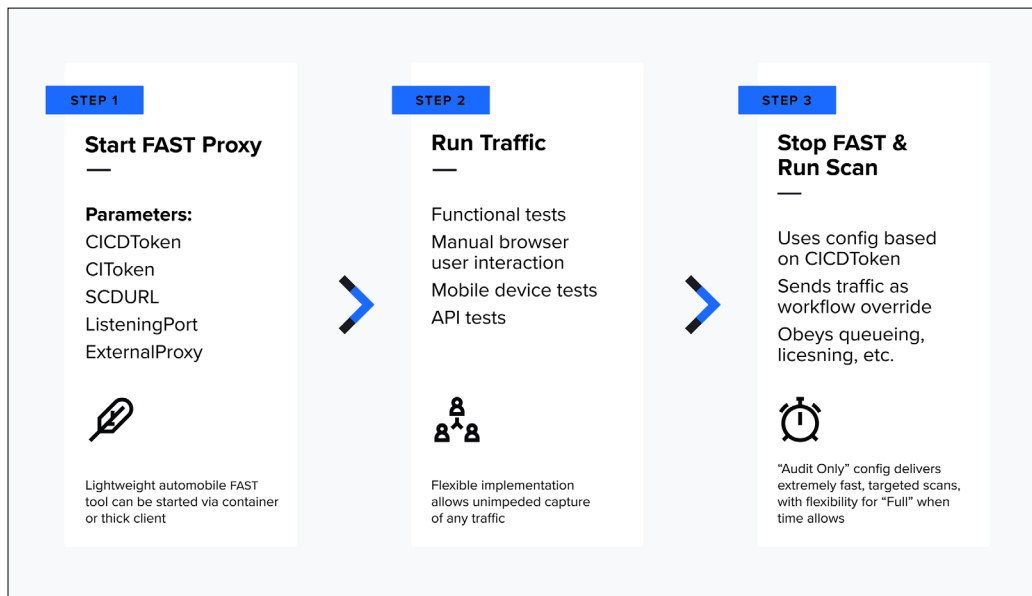 STEP 1
Start FAST Proxy
Parameters:
CICDToken
CIToken
SCDURL
ListeningPort
ExternalProxy
Lightweight automobile FAST
tool can be started via container
or thick client
STEP 2
Run Traffic
Functional tests
Manual browser
user interaction
Mobile device tests
API tests
Flexible implementation
allows unimpeded capture
of any traffic
STEP 3
Stop FAST &
Run Scan
Uses config based
on CICDToken
Sends traffic as
workflow override
Obeys queueing,
licesning, etc.
“Audit Only” config delivers
extremely fast, targeted scans,
with flexibility for “Full” when
time allows